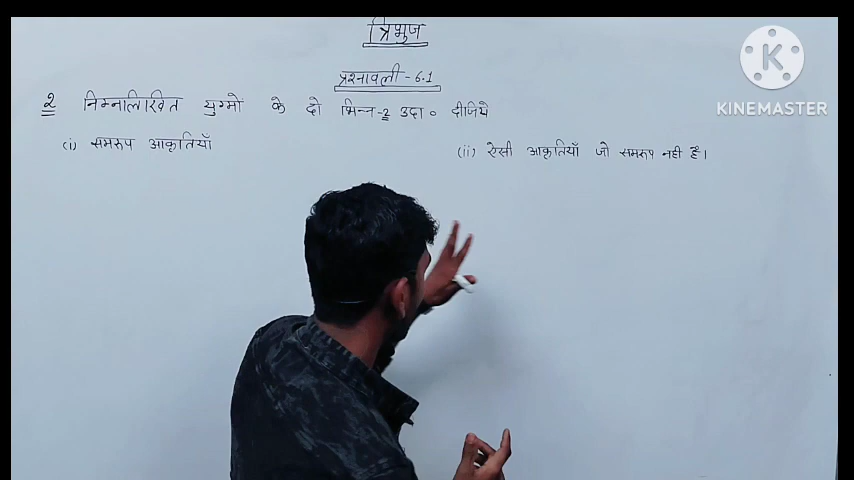 त्रिभुज
प्रश्नावली - 6.1
2 निम्नलिखित युग्मो के दो भिन्न-2 उदा० दीजिये
(i) समरूप आकृतियाँ
(ii) ऐसी आकृतियाँ जो समरूप नही है।
K
KINEMASTER